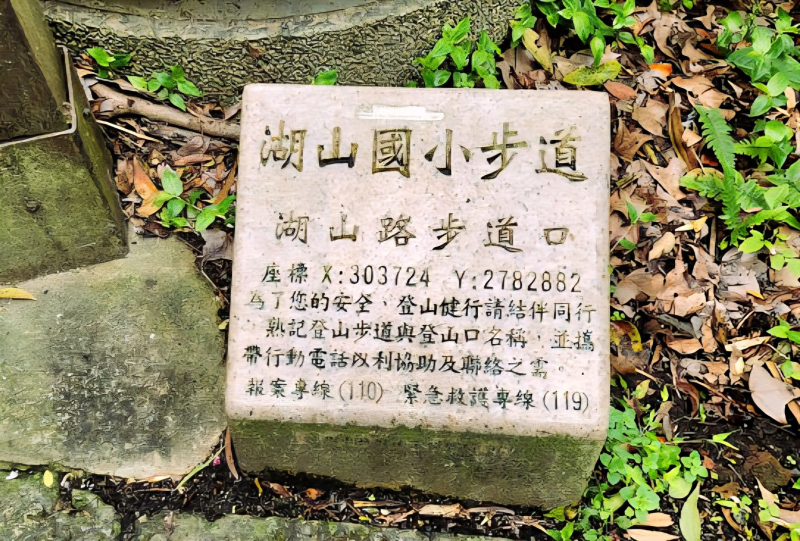 湖山國小步道
湖山路步道口
座標 X:303724 Y:2782882
為了您的安全、登山健行請結伴同行
熟記登山步道與登山口名稱，並攜
帶行動電話以利協助及聯絡之需。
報案專線(110) 緊急救護專線(119)